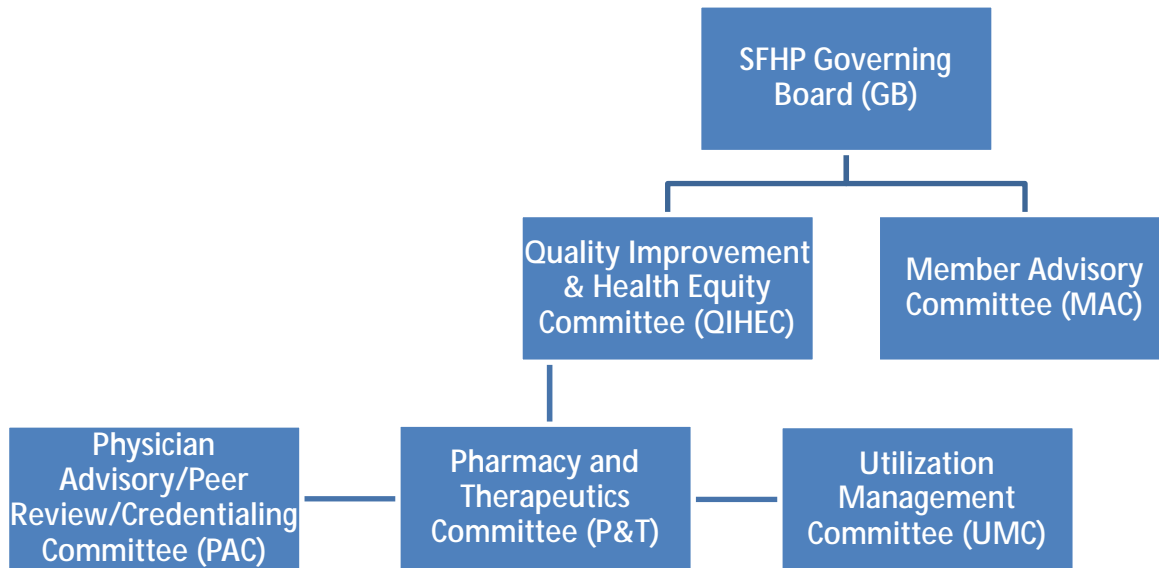 SFHP Governing
Board (GB)
Quality Improvement
& Health Equity
Committee (QIHEC)
Member Advisory
Committee (MAC)
Physician
Advisory/Peer
Review/Credentialing
Committee (PAC)
Pharmacy and
Therapeutics
Committee (P&T)
Utilization
Management
Committee (UMC)